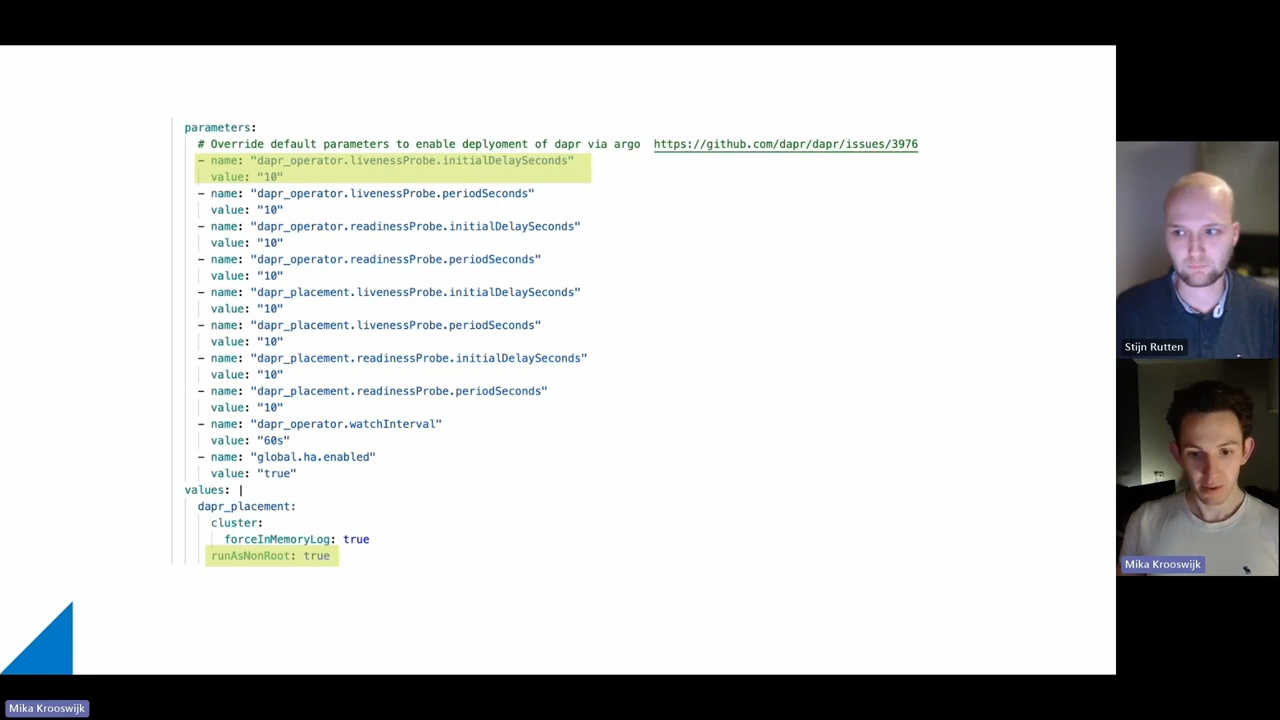 parameters:
# Override default parameters to enable deplyoment of dapr via argo https://github.com/dapr/dapr/issues/3976
- name: "dapr_operator.livenessProbe.initialDelaySeconds"
value: "10"
- name: "dapr_operator.livenessProbe.periodSeconds"
value: "10"
- name: "dapr_operator.readinessProbe.initialDelaySeconds"
value: "10"
- name: "dapr_operator.readinessProbe.periodSeconds"
value: "10"
- name: "dapr_placement.livenessProbe.initialDelaySeconds"
value: "10"
- name: "dapr_placement.livenessProbe.periodSeconds"
value: "10"
- name: "dapr_placement.readinessProbe.initialDelaySeconds"
value: "10"
- name: "dapr_placement.readinessProbe.periodSeconds"
value: "10"
- name: "dapr_operator.watchInterval"
value: "60s"
- name: "global.ha.enabled"
value: "true"
values: |
dapr_placement:
cluster:
forceInMemoryLog: true
runAsNonRoot: true
Stijn Rutten
Mika Krooswijk
Mika Krooswijk